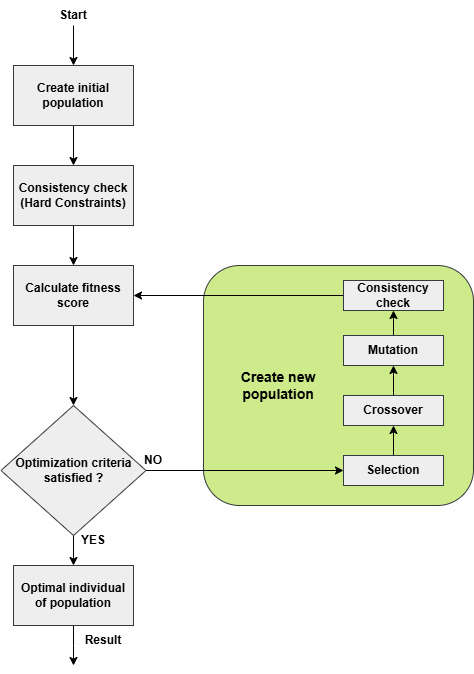 Start
Create initial
population
Consistency check
(Hard Constraints)
Calculate fitness
score
Optimization criteria
satisfied ?
NO
YES
Optimal individual
of population
Result
Create new
population
Consistency
check
Mutation
Crossover
Selection